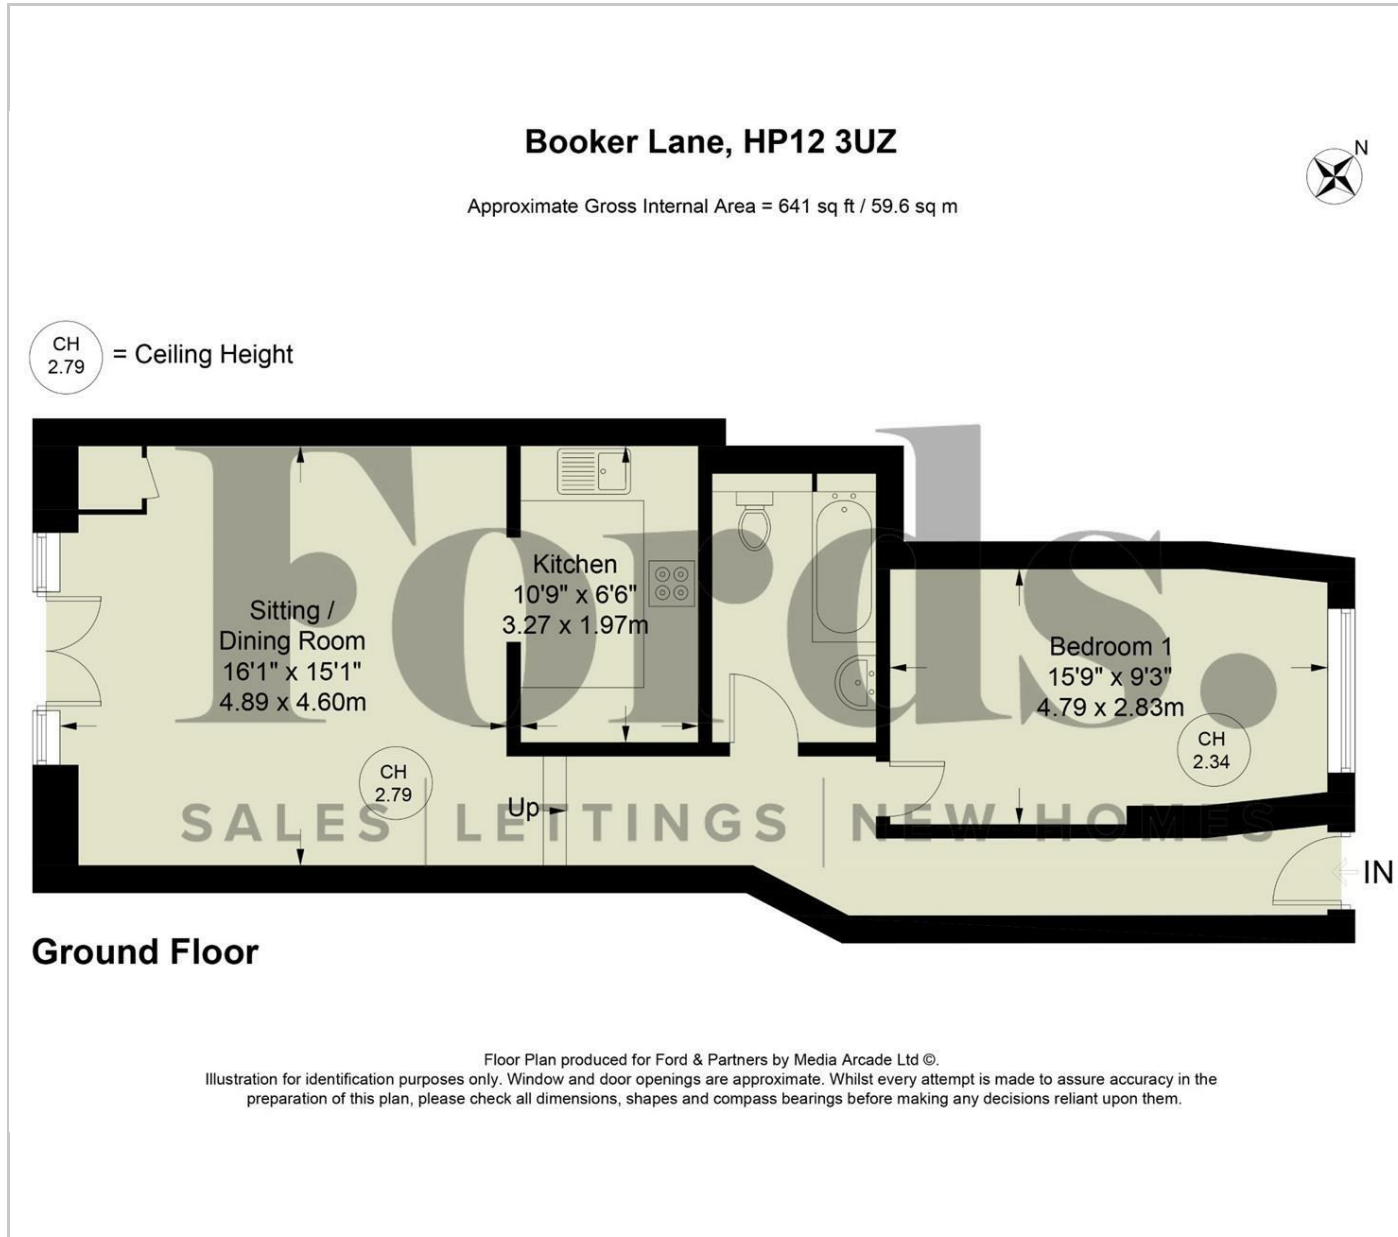 Booker Lane, HP12 3UZ
N
Approximate Gross Internal Area = 641 sq ft / 59.6 sq m
CH
2.79
= Ceiling Height
Fords.
Sitting /
Dining Room
16'1" x 15'1"
4.89 x 4.60m
Kitchen
10'9" x 6'6"
3.27 x 1.97m
Bedroom 1
15'9" x 9'3"
4.79 x 2.83m
CH
2.34
CH
2.79
Up
SALES | LETTINGS | NEW HOMES
IN
Ground Floor
Floor Plan produced for Ford & Partners by Media Arcade Ltd ©.
Illustration for identification purposes only. Window and door openings are approximate. Whilst every attempt is made to assure accuracy in the
preparation of this plan, please check all dimensions, shapes and compass bearings before making any decisions reliant upon them.